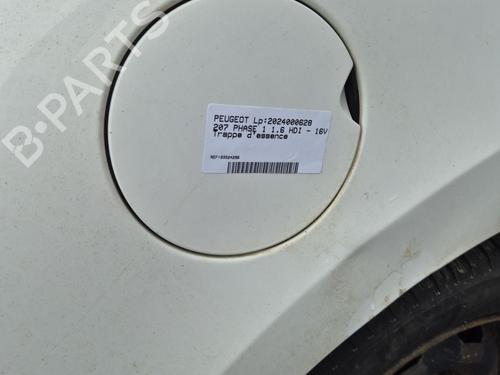 B-PARTS
PEUGEOT Lp:2024000628
207 PHASE 1 1.6 HDI - 16V
Trappe d'essence